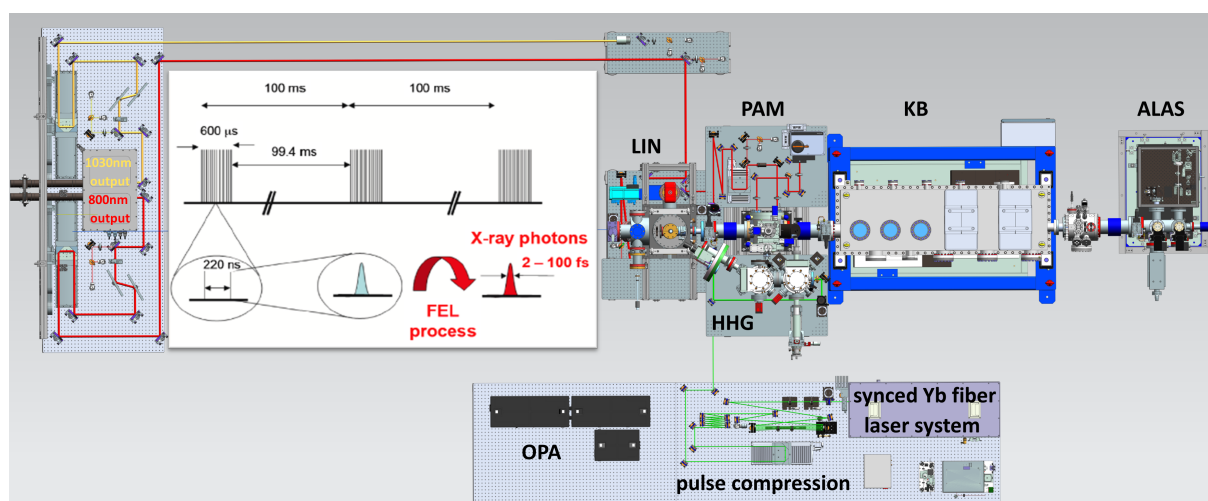 100 ms
100 ms
600 µs
99.4 ms
1030nm
output
800nm
output
220 ns
X-ray photons
2 – 100 fs
FEL
process
LIN
PAM
KB
ALAS
HHG
OPA
pulse compression
synced Yb fiber
laser system